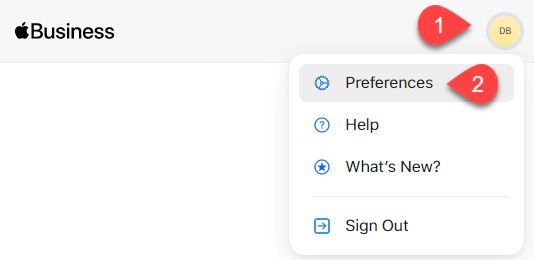 Business
1
DB
Preferences
2
Help
What's New?
Sign Out